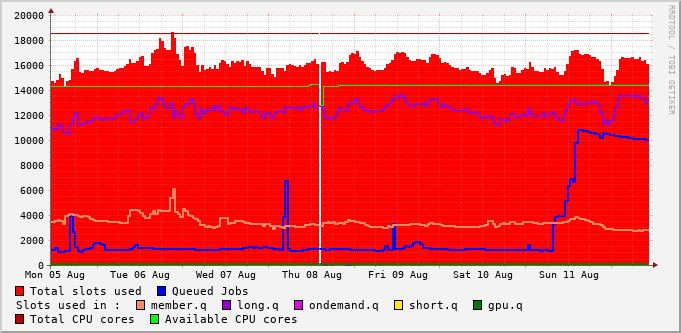 20000
18000
16000
14000
12000
10000
8000
6000
4000
2000
0
Mon 05 Aug Tue 06 Aug Wed 07 Aug Thu 08 Aug Fri 09 Aug Sat 10 Aug Sun 11 Aug
Total slots used Queued Jobs
Slots used in : member.q long.q ondemand.q short.q gpu.q
Total CPU cores Available CPU cores
RRDTOOL / TOBI OETIKER